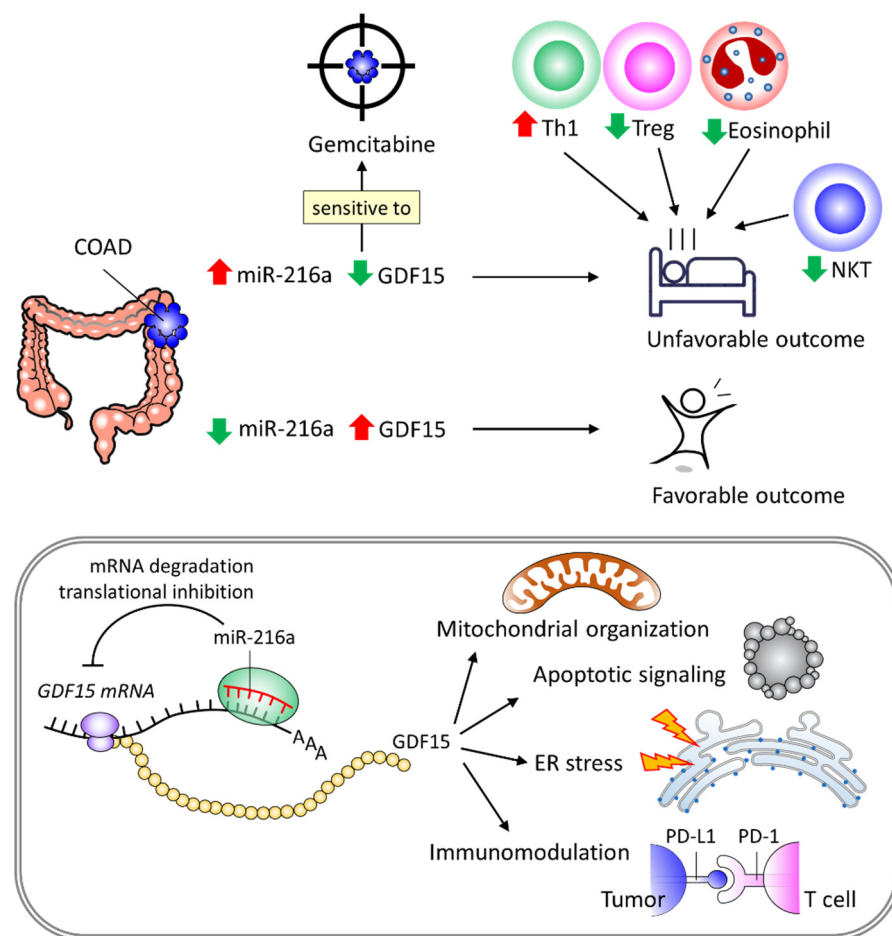 Gemcitabine
Th1
Treg
Eosinophil
sensitive to
COAD
miR-216a
GDF15
NKT
Unfavorable outcome
miR-216a
GDF15
Favorable outcome
mRNA degradation
translational inhibition
miR-216a
GDF15 mRNA
AAA
GDF15
Mitochondrial organization
Apoptotic signaling
ER stress
Immunomodulation
PD-L1
PD-1
Tumor
T cell